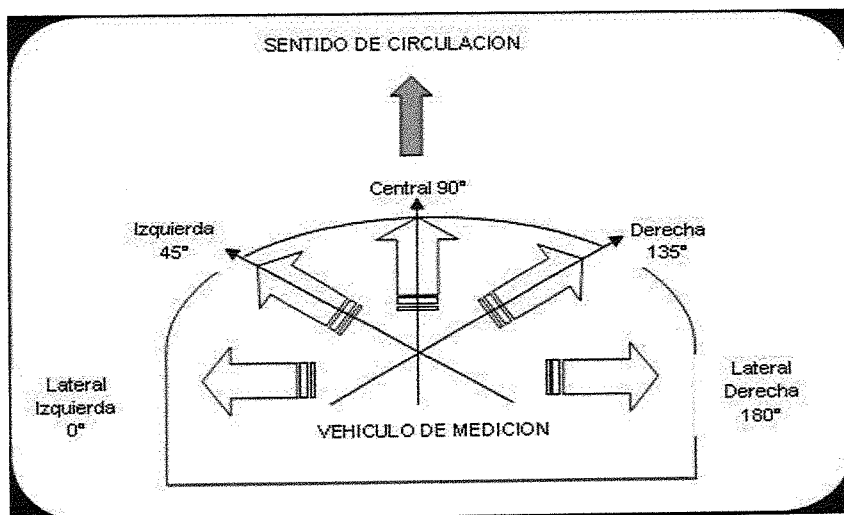 SENTIDO DE CIRCULACION
Central 90°
Izquierda
45°
Derecha
135°
Lateral
Izquierda
0°
Lateral
Derecha
180°
VEHICULO DE MEDICION